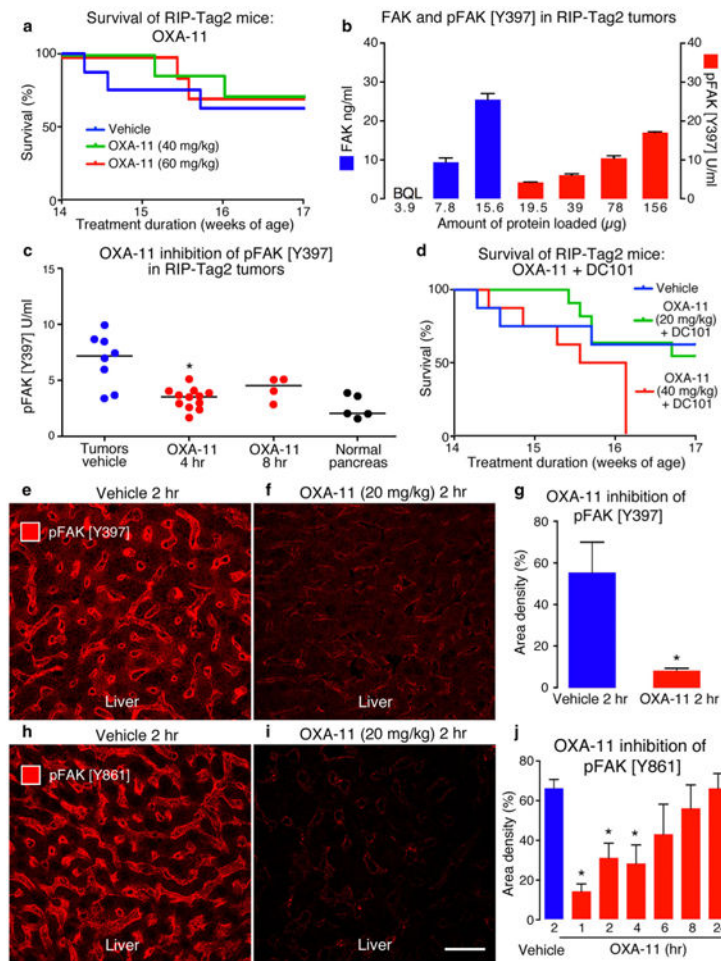 a
Survival of RIP-Tag2 mice:
OXA-11
100
50
0
Survival (%)
Vehicle
OXA-11 (40 mg/kg)
OXA-11 (60 mg/kg)
14 15 16 17
Treatment duration (weeks of age)
b
FAK and pFAK [Y397] in RIP-Tag2 tumors
40
30
20
10
0
FAK ng/ml
BQL
3.9 7.8 15.6 19.5 39 78 156
Amount of protein loaded (µg)
40
30
20
10
0
pFAK [Y397] U/ml
c
OXA-11 inhibition of pFAK [Y397]
in RIP-Tag2 tumors
15
10
5
0
pFAK [Y397] U/ml
*
Tumors
vehicle
OXA-11
4 hr
OXA-11
8 hr
Normal
pancreas
d
Survival of RIP-Tag2 mice:
OXA-11 + DC101
100
50
0
Survival (%)
Vehicle
OXA-11
(20 mg/kg)
+ DC101
OXA-11
(40 mg/kg)
+ DC101
14 15 16 17
Treatment duration (weeks of age)
e
Vehicle 2 hr
pFAK [Y397]
Liver
f
OXA-11 (20 mg/kg) 2 hr
Liver
g
OXA-11 inhibition of
pFAK [Y397]
80
60
40
20
0
Area density (%)
*
Vehicle 2 hr OXA-11 2 hr
h
Vehicle 2 hr
pFAK [Y861]
Liver
i
OXA-11 (20 mg/kg) 2 hr
Liver
j
OXA-11 inhibition of
pFAK [Y861]
80
60
40
20
0
Area density (%)
* * *
2 1 2 4 6 8
Vehicle OXA-11 (hr)